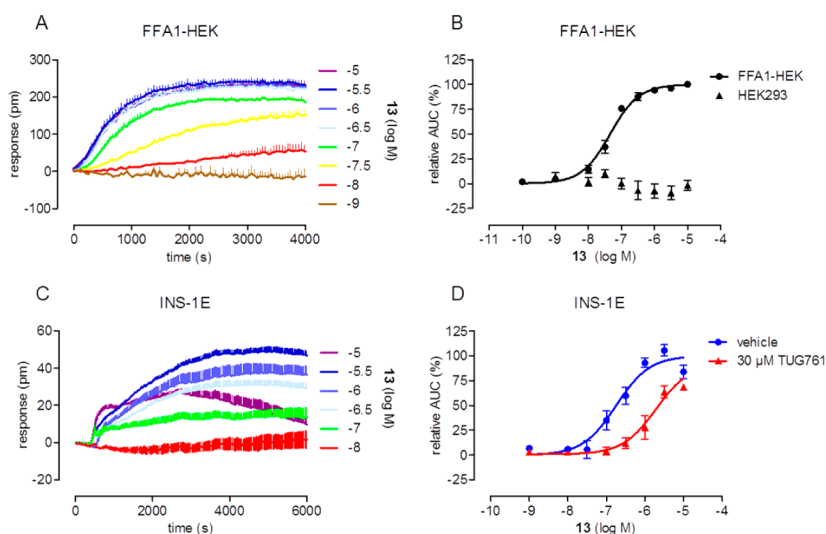 A
FFA1-HEK
response (pm)
300
200
100
0
-100
0
1000
2000
3000
4000
time (s)
-5
-5.5
-6
-6.5
-7
-7.5
-8
-9
13 (log M)
B
FFA1-HEK
relative AUC (%)
125
100
75
50
25
0
-25
-11
-10
-9
-8
-7
-6
-5
-4
13 (log M)
FFA1-HEK
HEK293
C
INS-1E
response (pm)
60
40
20
0
-20
0
2000
4000
6000
time (s)
-5
-5.5
-6
-6.5
-7
-8
13 (log M)
D
INS-1E
relative AUC (%)
125
100
75
50
25
0
-25
-10
-9
-8
-7
-6
-5
-4
13 (log M)
vehicle
30 µM TUG761